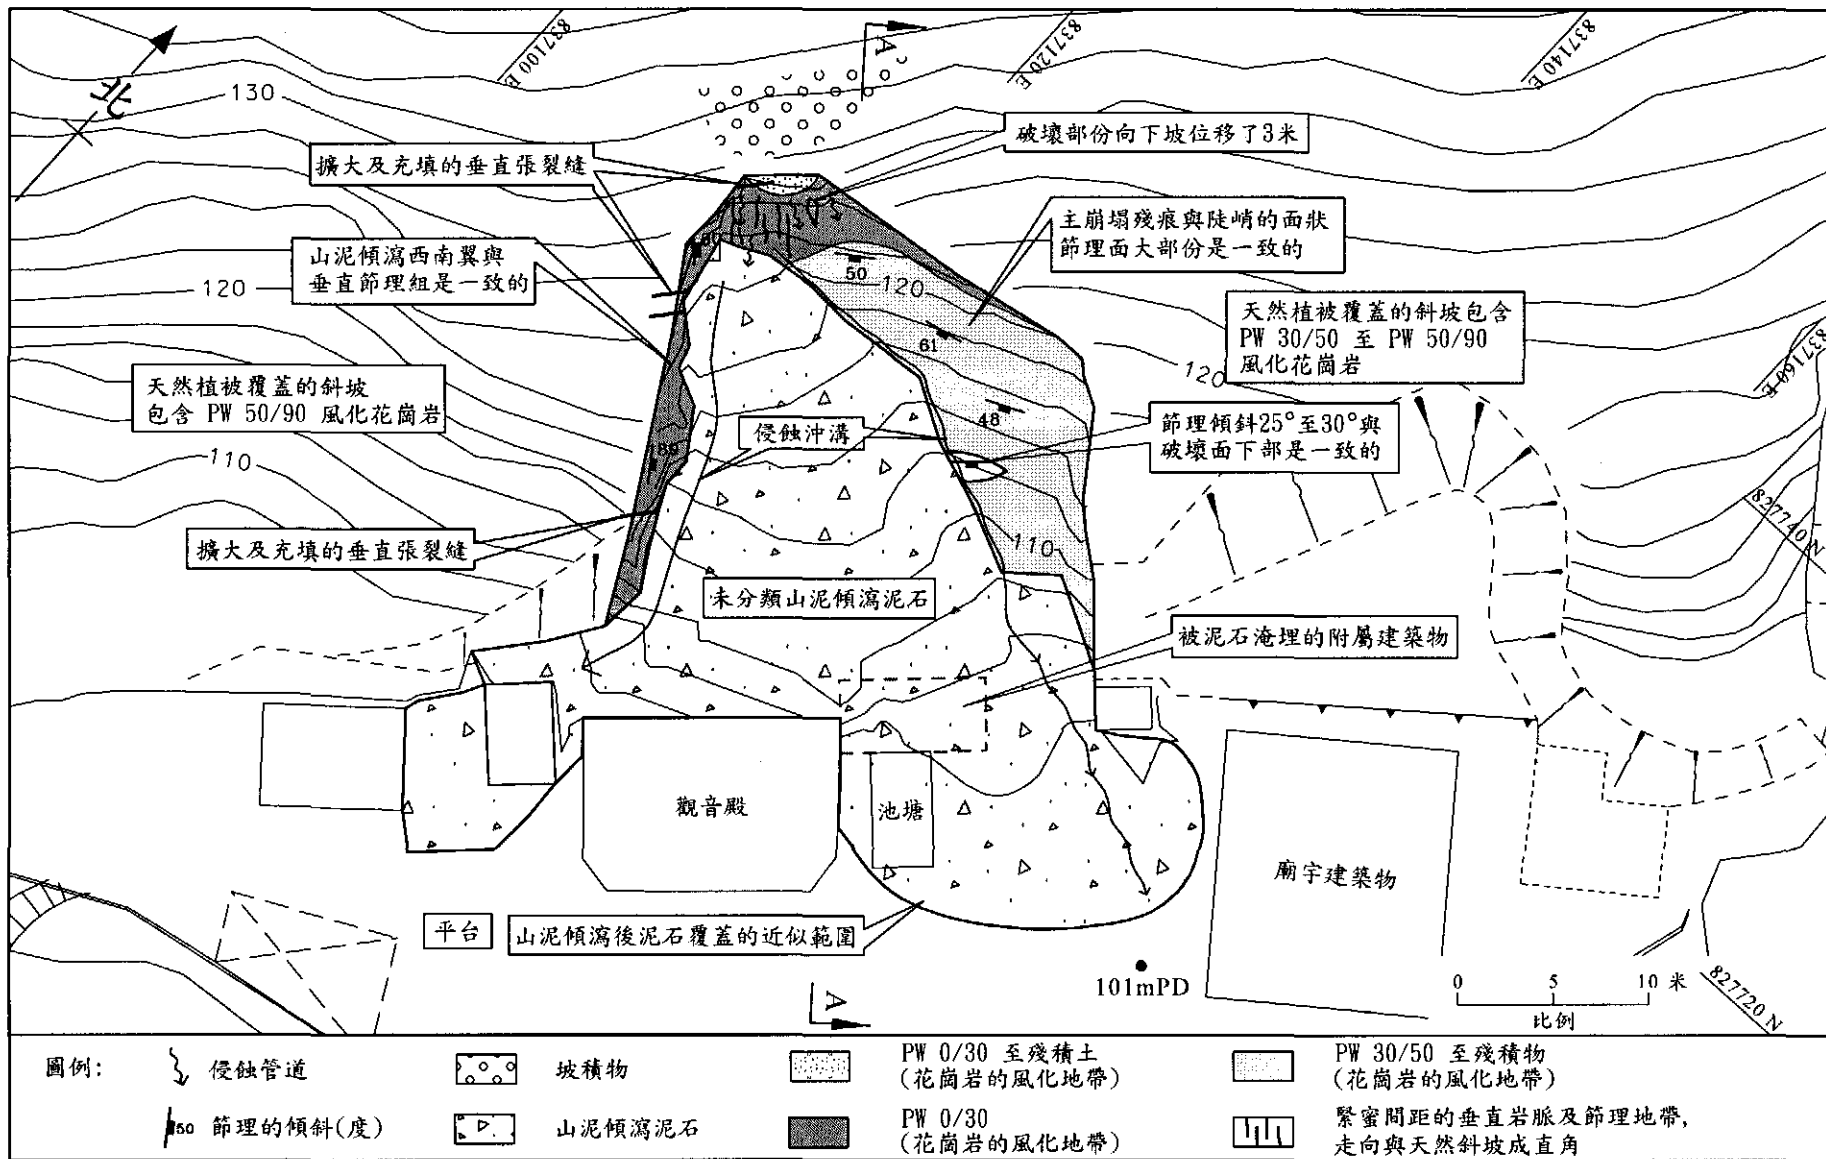 北
837100 E
837120 E
837140 E
837160 E
827740 N
827720 N
A
130
破壞部份向下坡位移了3米
擴大及充填的垂直張裂縫
主崩塌殘痕與陡峭的面狀
節理面大部份是一致的
山泥傾瀉西南翼與
垂直節理組是一致的
80
50
120
120
120
天然植被覆蓋的斜坡包含
PW 30/50 至 PW 50/90
風化花崗岩
61
天然植被覆蓋的斜坡
包含 PW 50/90 風化花崗岩
48
侵蝕沖溝
節理傾斜25°至30°與
破壞面下部是一致的
110
86
擴大及充填的垂直張裂縫
110
未分類山泥傾瀉泥石
被泥石淹埋的附屬建築物
觀音殿
池塘
廟宇建築物
平台
山泥傾瀉後泥石覆蓋的近似範圍
101mPD
A
0 5 10 米
比例
圖例:
侵蝕管道
坡積物
PW 0/30 至殘積土
(花崗岩的風化地帶)
PW 30/50 至殘積物
(花崗岩的風化地帶)
50 節理的傾斜(度)
山泥傾瀉泥石
PW 0/30
(花崗岩的風化地帶)
緊蜜間距的垂直岩脈及節理地帶,
走向與天然斜坡成直角